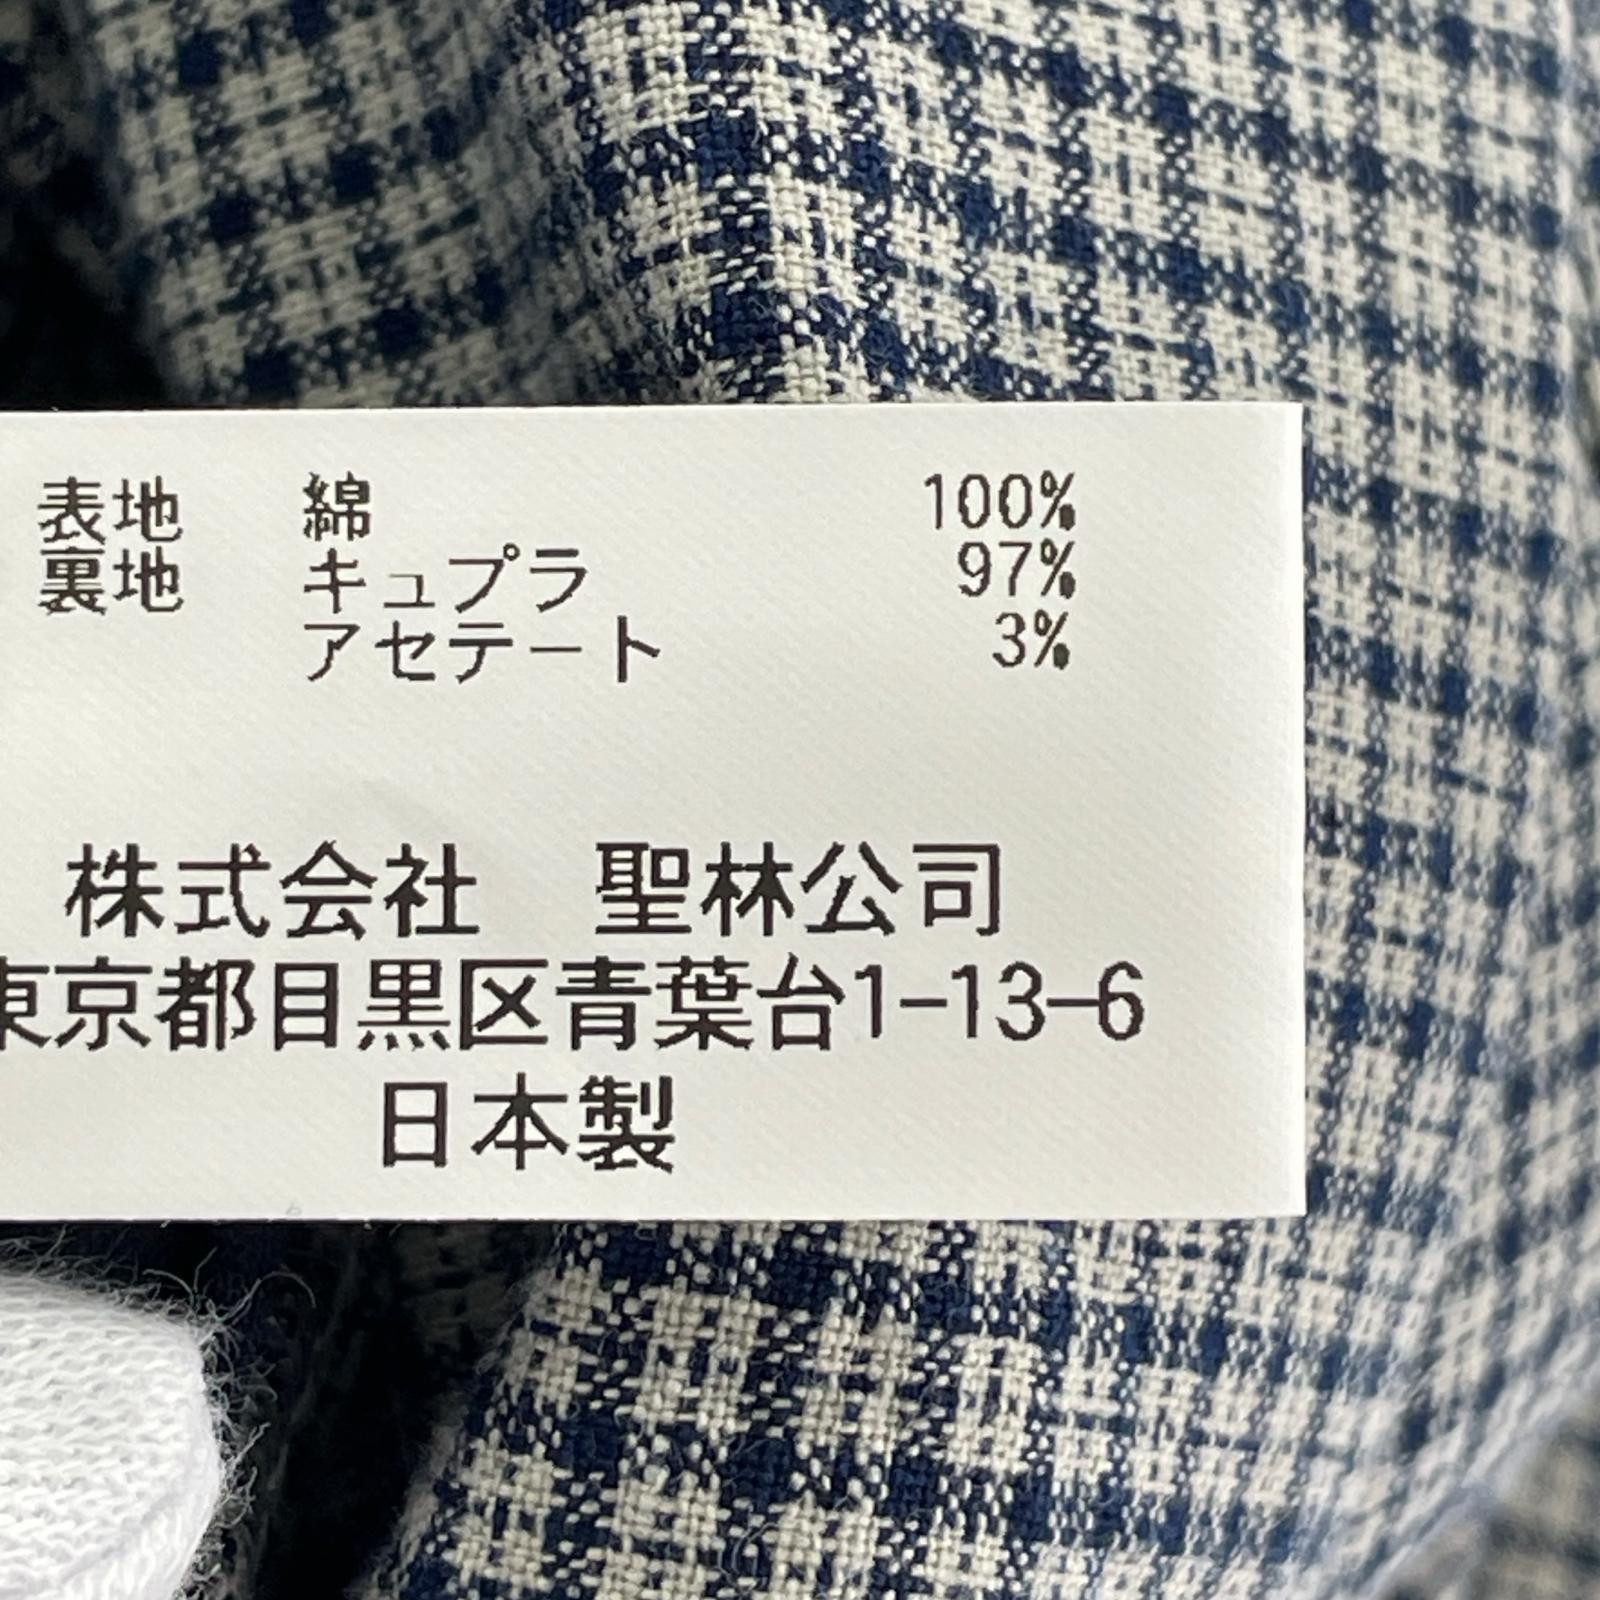 表地 綿 100%
裏地 キュプラ 97%
アセテート 3%
株式会社 聖林公司
東京都目黒区青葉台1-13-6
日本製